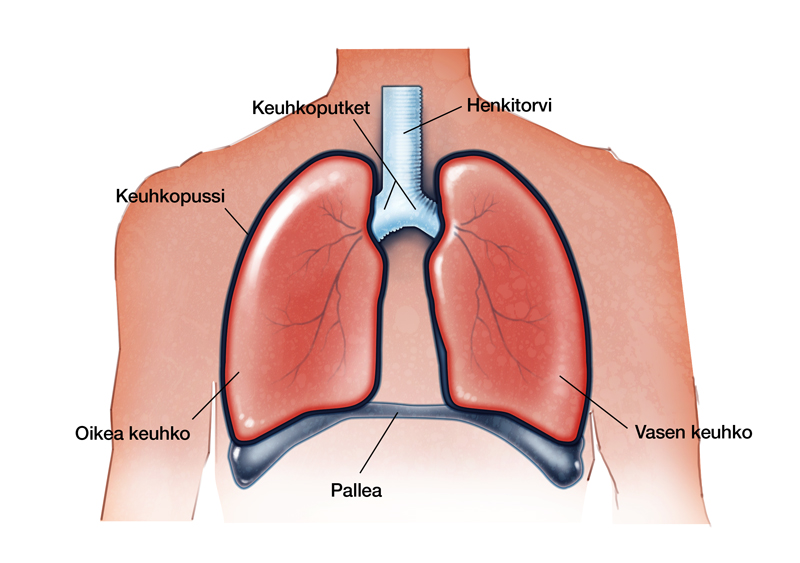 Keuhkoputket
Henkitorvi
Keuhkopussi
Oikea keuhko
Vasen keuhko
Pallea